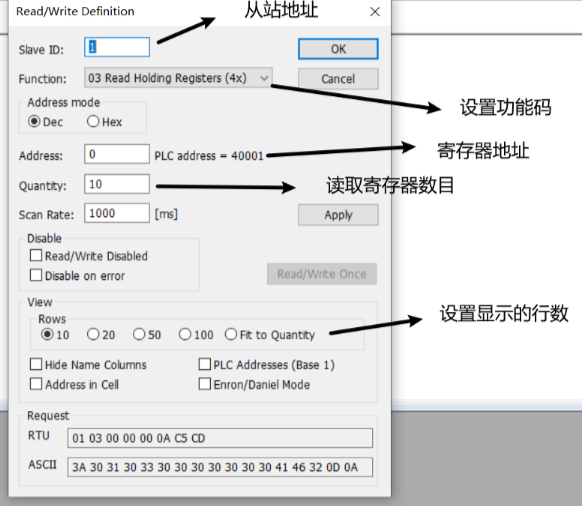 Read/Write Definition
从站地址
Slave ID: 1 OK
Function: 03 Read Holding Registers (4x) Cancel
设置功能码
Address mode
Dec Hex
Address: 0 PLC address = 40001
寄存器地址
Quantity: 10
读取寄存器数目
Scan Rate: 1000 [ms] Apply
Disable
Read/Write Disabled
Disable on error
Read/Write Once
View
Rows
10 20 50 100 Fit to Quantity
设置显示的行数
Hide Name Columns PLC Addresses (Base 1)
Address in Cell Enron/Daniel Mode
Request
RTU 01 03 00 00 00 0A C5 CD
ASCII 3A 30 31 30 33 30 30 30 30 30 30 30 41 46 32 0D 0A